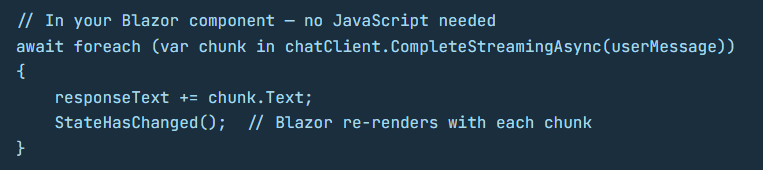 // In your Blazor component — no JavaScript needed
await foreach (var chunk in chatClient.CompleteStreamingAsync(userMessage))
{
    responseText += chunk.Text;
    StateHasChanged();  // Blazor re-renders with each chunk
}